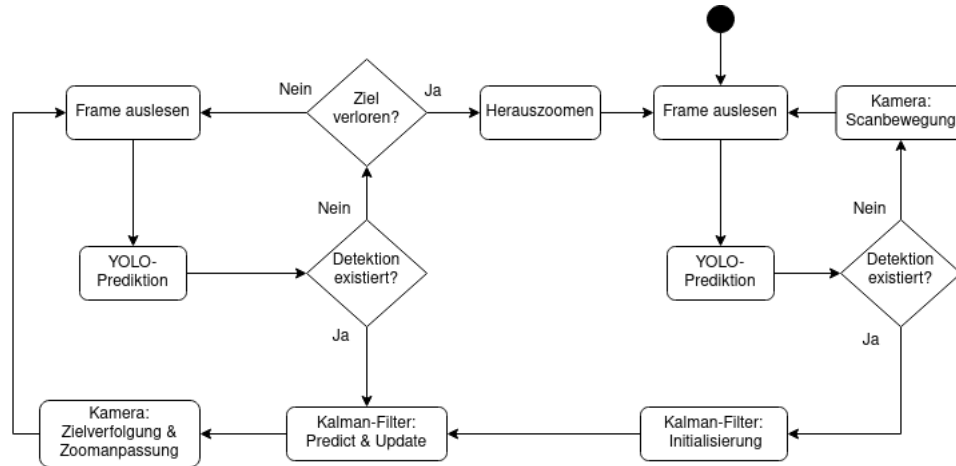 Nein
Ziel
verloren?
Ja
Frame auslesen
Herauszoomen
Frame auslesen
Kamera:
Scanbewegung
Nein
Nein
YOLO-
Prediktion
Detektion
existiert?
YOLO-
Prediktion
Detektion
existiert?
Ja
Ja
Kamera:
Zielverfolgung &
Zoomanpassung
Kalman-Filter:
Predict & Update
Kalman-Filter:
Initialisierung